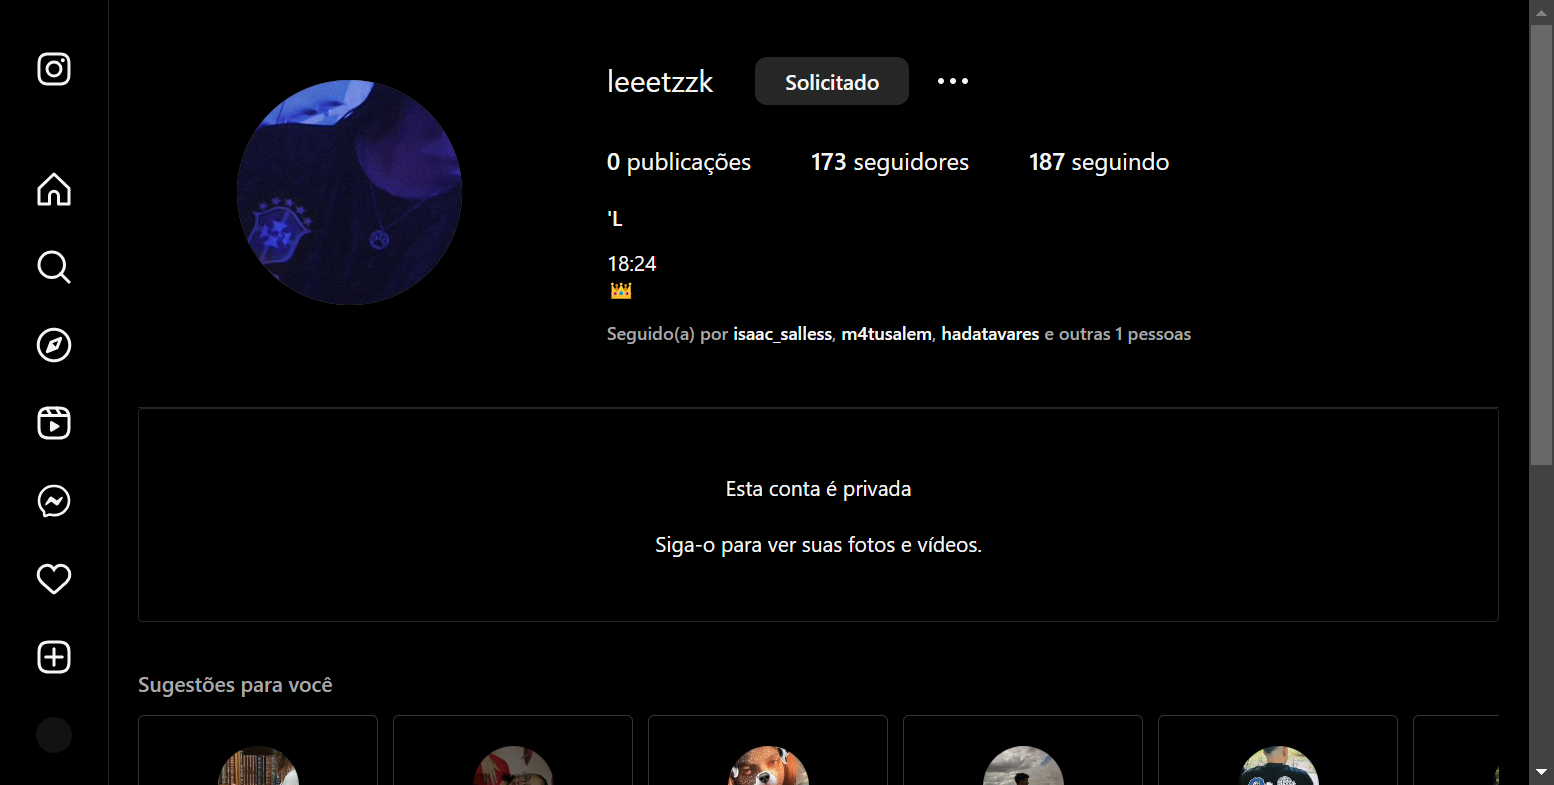 leeetzzk Solicitado
0 publicações 173 seguidores 187 seguindo
'L
18:24
👑
Seguido(a) por isaac_salless, m4tusalem, hadatavares e outras 1 pessoas
Esta conta é privada
Siga-o para ver suas fotos e vídeos.
Sugestões para você